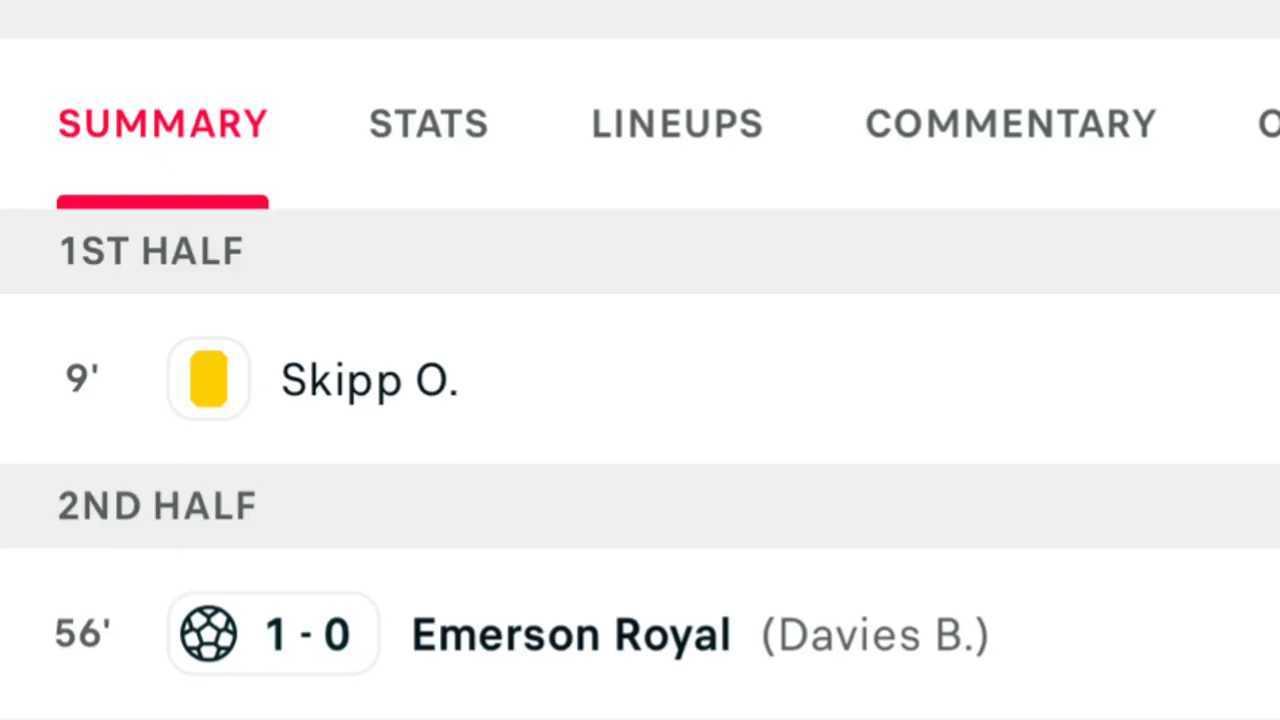 SUMMARY STATS LINEUPS COMMENTARY
1ST HALF
9' Skipp O.
2ND HALF
56' 1 - 0 Emerson Royal (Davies B.)